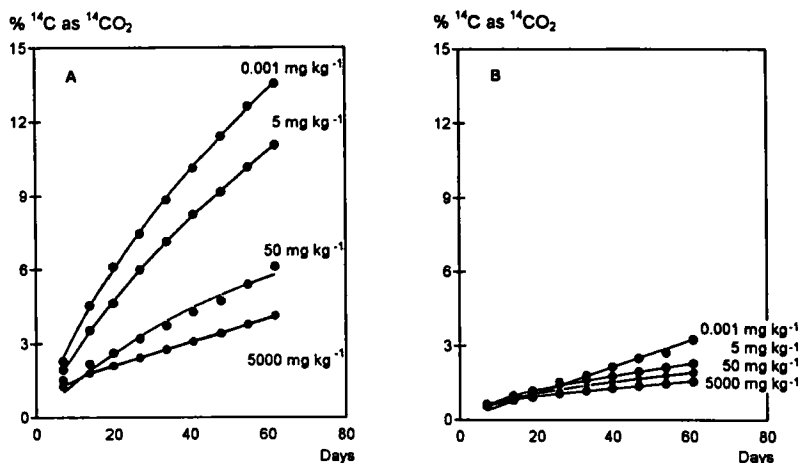 % ¹⁴C as ¹⁴CO₂
15
12
9
6
3
0
0 20 40 60 80
Days
A
0.001 mg kg⁻¹
5 mg kg⁻¹
50 mg kg⁻¹
5000 mg kg⁻¹
% ¹⁴C as ¹⁴CO₂
15
12
9
6
3
0
0 20 40 60 80
Days
B
0.001 mg kg⁻¹
5 mg kg⁻¹
50 mg kg⁻¹
5000 mg kg⁻¹